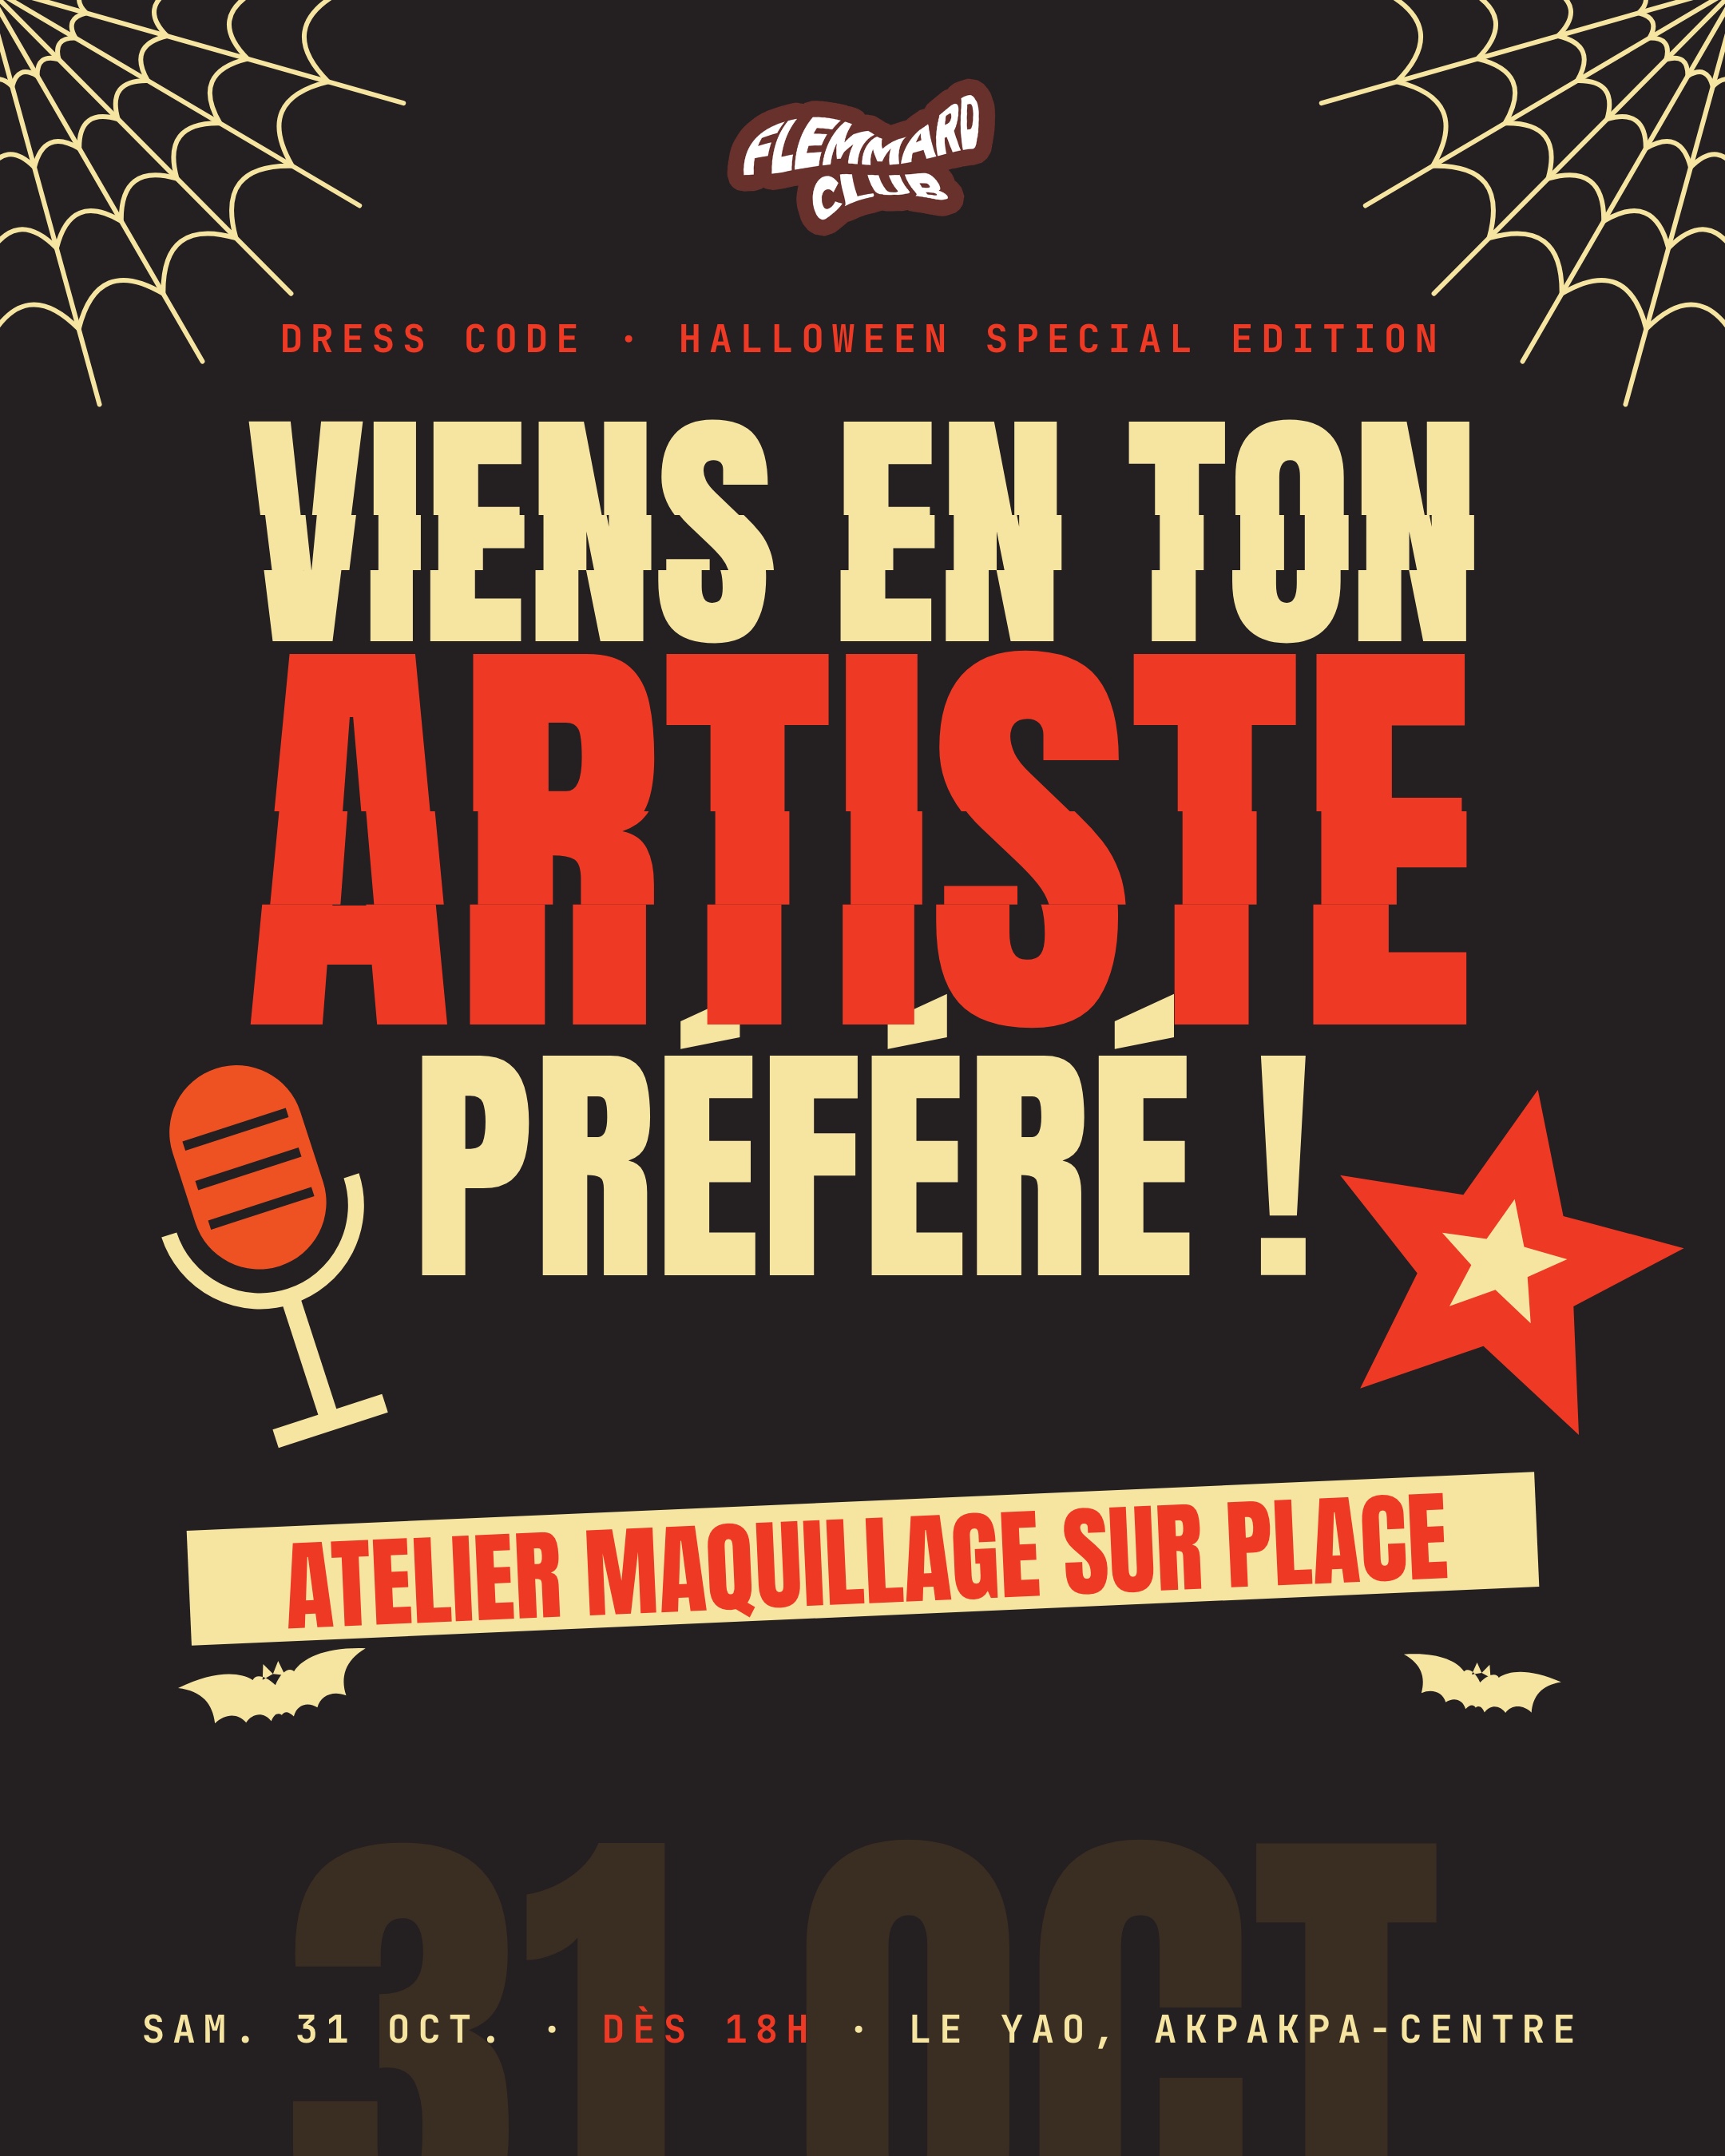 FLEMMARD
CLUB
DRESS CODE · HALLOWEEN SPECIAL EDITION
VIENS EN TON
ARTISTE
PRÉFÉRÉ !
ATELIER MAQUILLAGE SUR PLACE
31 OCT
SAM. 31 OCT. · DÈS 18H · LE YAO, AKPAKPA-CENTRE